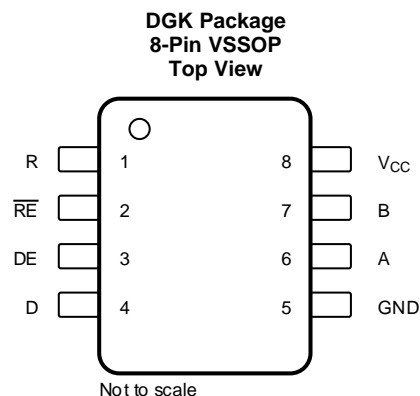 DGK Package
8-Pin VSSOP
Top View
R 1 8 VCC
RE 2 7 B
DE 3 6 A
D 4 5 GND
Not to scale